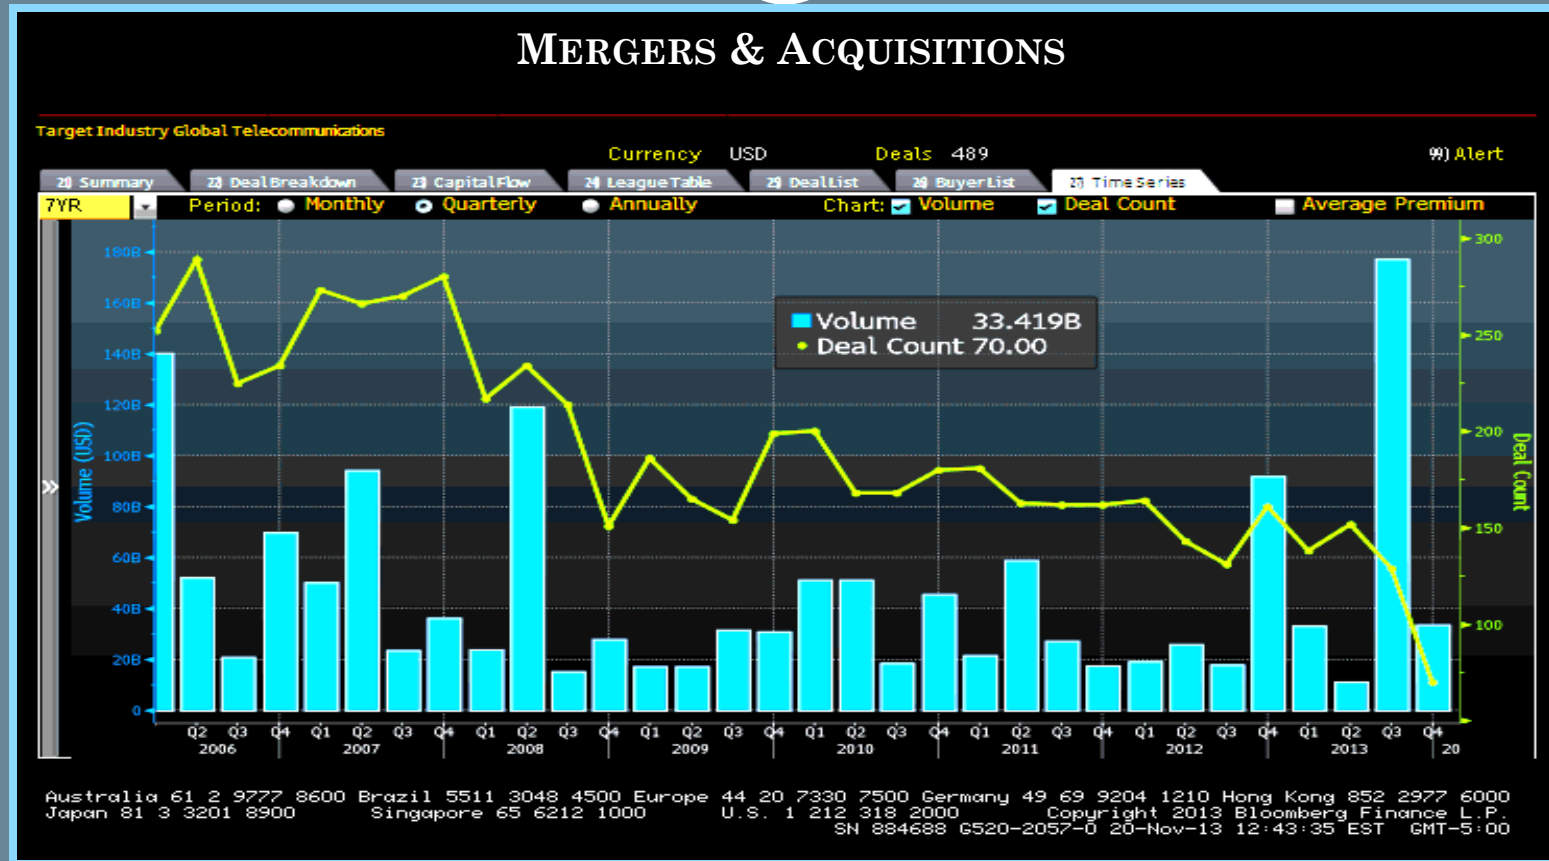 MERGERS & ACQUISITIONS
Target Industry Global Telecommunications
Currency USD Deals 489 99) Alert
21) Summary 22) Deal Breakdown 23) Capital Flow 24) League Table 25) Deal List 26) Buyer List 27) Time Series
7YR Period: Monthly Quarterly Annually Chart: Volume Deal Count Average Premium
»
180B
160B
140B
120B
100B
80B
60B
40B
20B
0
Volume (USD)
Volume 33.419B
Deal Count 70.00
300
250
200
150
100
Deal Count
Q2 Q3 Q4 Q1 Q2 Q3 Q4 Q1 Q2 Q3 Q4 Q1 Q2 Q3 Q4 Q1 Q2 Q3 Q4 Q1 Q2 Q3 Q4 Q1 Q2 Q3 Q4 Q1 Q2 Q3 Q4
2006 2007 2008 2009 2010 2011 2012 2013 20
Australia 61 2 9777 8600 Brazil 5511 3048 4500 Europe 44 20 7330 7500 Germany 49 69 9204 1210 Hong Kong 852 2977 6000
Japan 81 3 3201 8900 Singapore 65 6212 1000 U.S. 1 212 318 2000 Copyright 2013 Bloomberg Finance L.P.
SN 884688 G520-2057-0 20-Nov-13 12:43:35 EST GMT-5:00